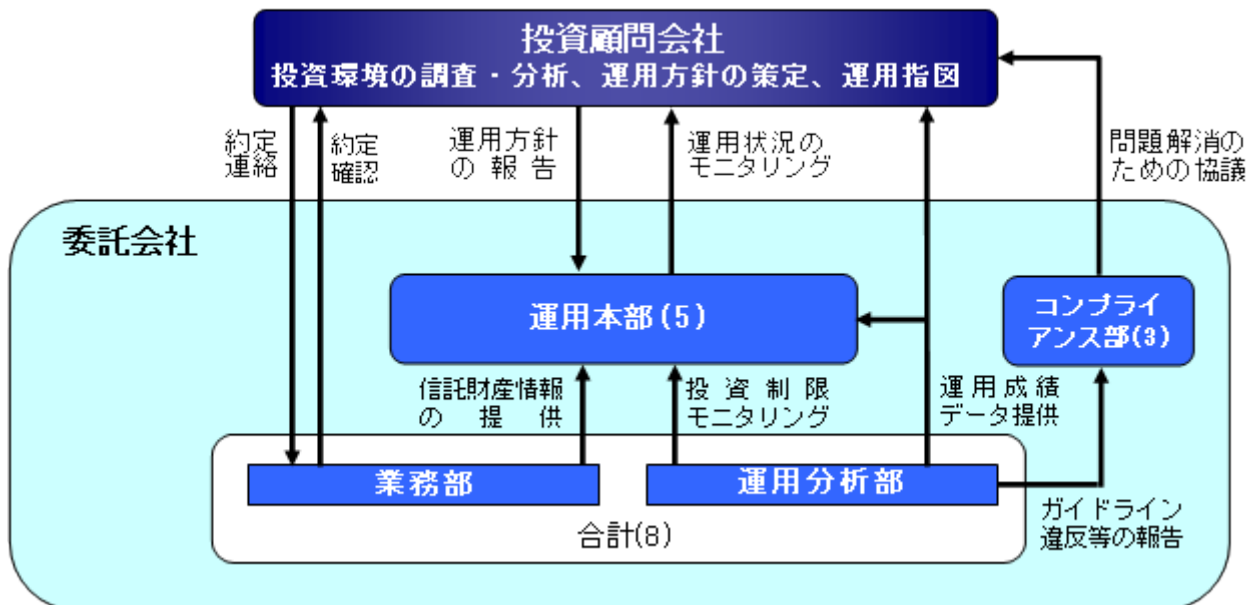 投資顧問会社
投資環境の調査・分析、運用方針の策定、運用指図
約定
連絡
約定
確認
運用方針
の報告
運用状況の
モニタリング
問題解消の
ための協議
委託会社
運用本部(5)
コンプライ
アンス部(3)
信託財産情報
の提供
投資制限
モニタリング
運用成績
データ提供
業務部
運用分析部
合計(8)
ガイドライン
違反等の報告